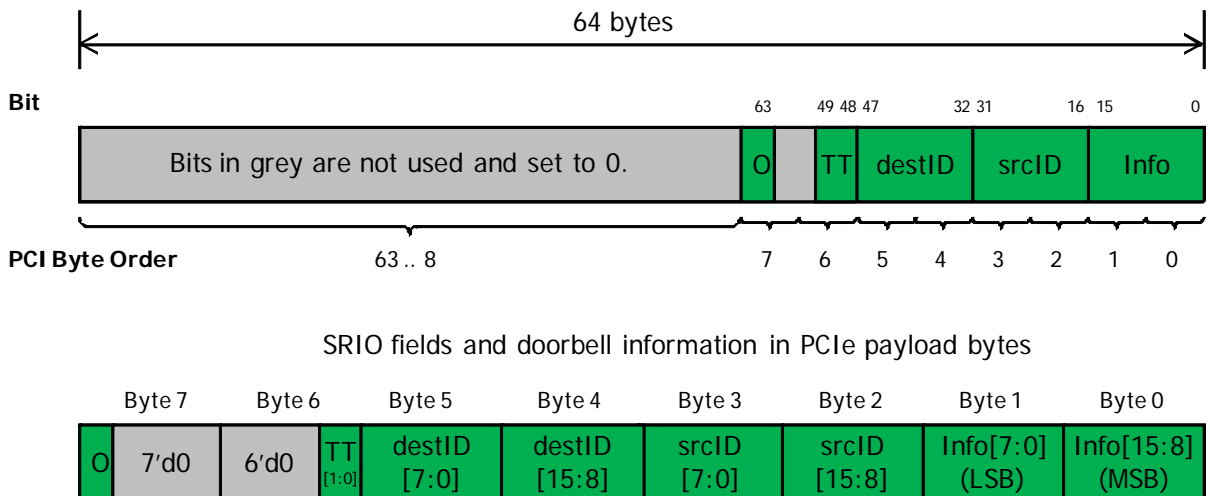 64 bytes
Bit 63 49 48 47 32 31 16 15 0
Bits in grey are not used and set to 0. O TT destID srcID Info
PCI Byte Order 63 .. 8 7 6 5 4 3 2 1 0
SRIO fields and doorbell information in PCIe payload bytes
Byte 7 Byte 6 Byte 5 Byte 4 Byte 3 Byte 2 Byte 1 Byte 0
O 7'd0 6'd0 TT destID destID srcID srcID Info[7:0] Info[15:8]
[1:0] [7:0] [15:8] [7:0] [15:8] (LSB) (MSB)